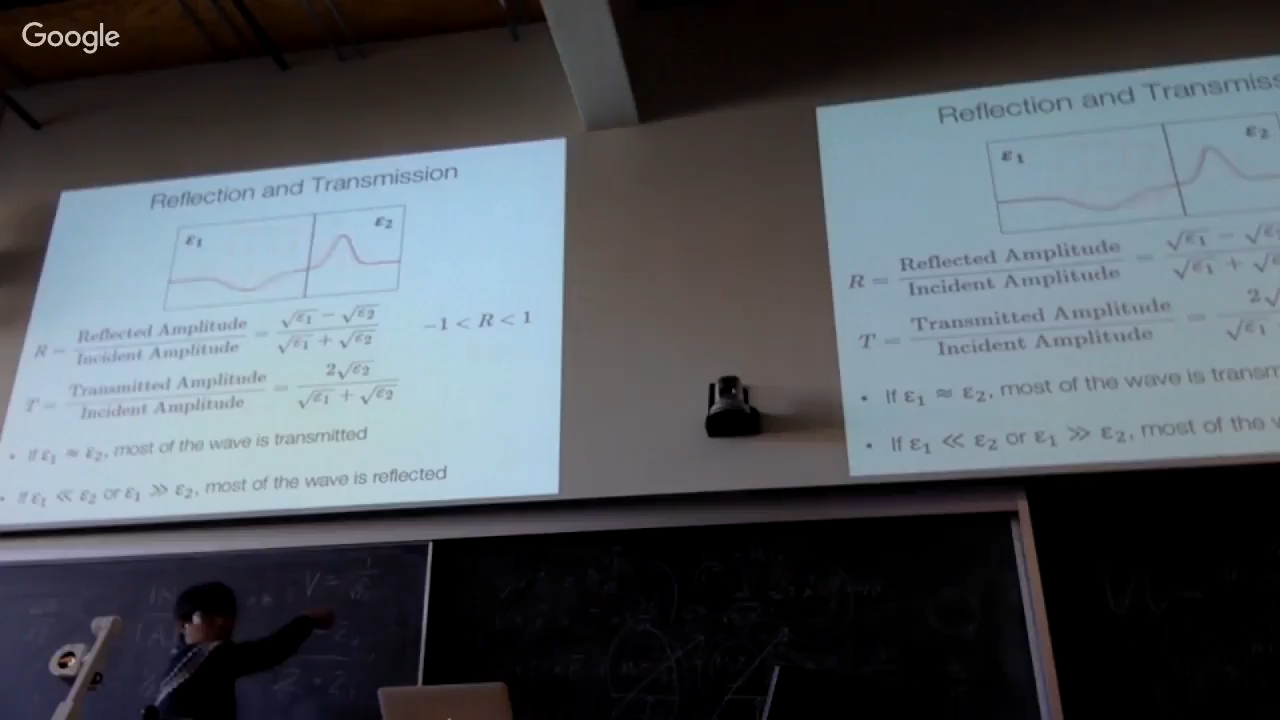 Google
Reflection and Transmission
ε₁
ε₂
R = Reflected Amplitude / Incident Amplitude = √ε₁ − √ε₂ / √ε₁ + √ε₂
−1 < R < 1
T = Transmitted Amplitude / Incident Amplitude = 2√ε₂ / √ε₁ + √ε₂
• If ε₁ ≈ ε₂, most of the wave is transmitted
• If ε₁ ≪ ε₂ or ε₁ ≫ ε₂, most of the wave is reflected
Reflection and Transmiss
ε₁
ε₂
R = Reflected Amplitude / Incident Amplitude = √ε₁ − √ε / √ε₁ + √ε
T = Transmitted Amplitude / Incident Amplitude = 2√ / √ε₁
• If ε₁ ≈ ε₂, most of the wave is transm
• If ε₁ ≪ ε₂ or ε₁ ≫ ε₂, most of the
V =